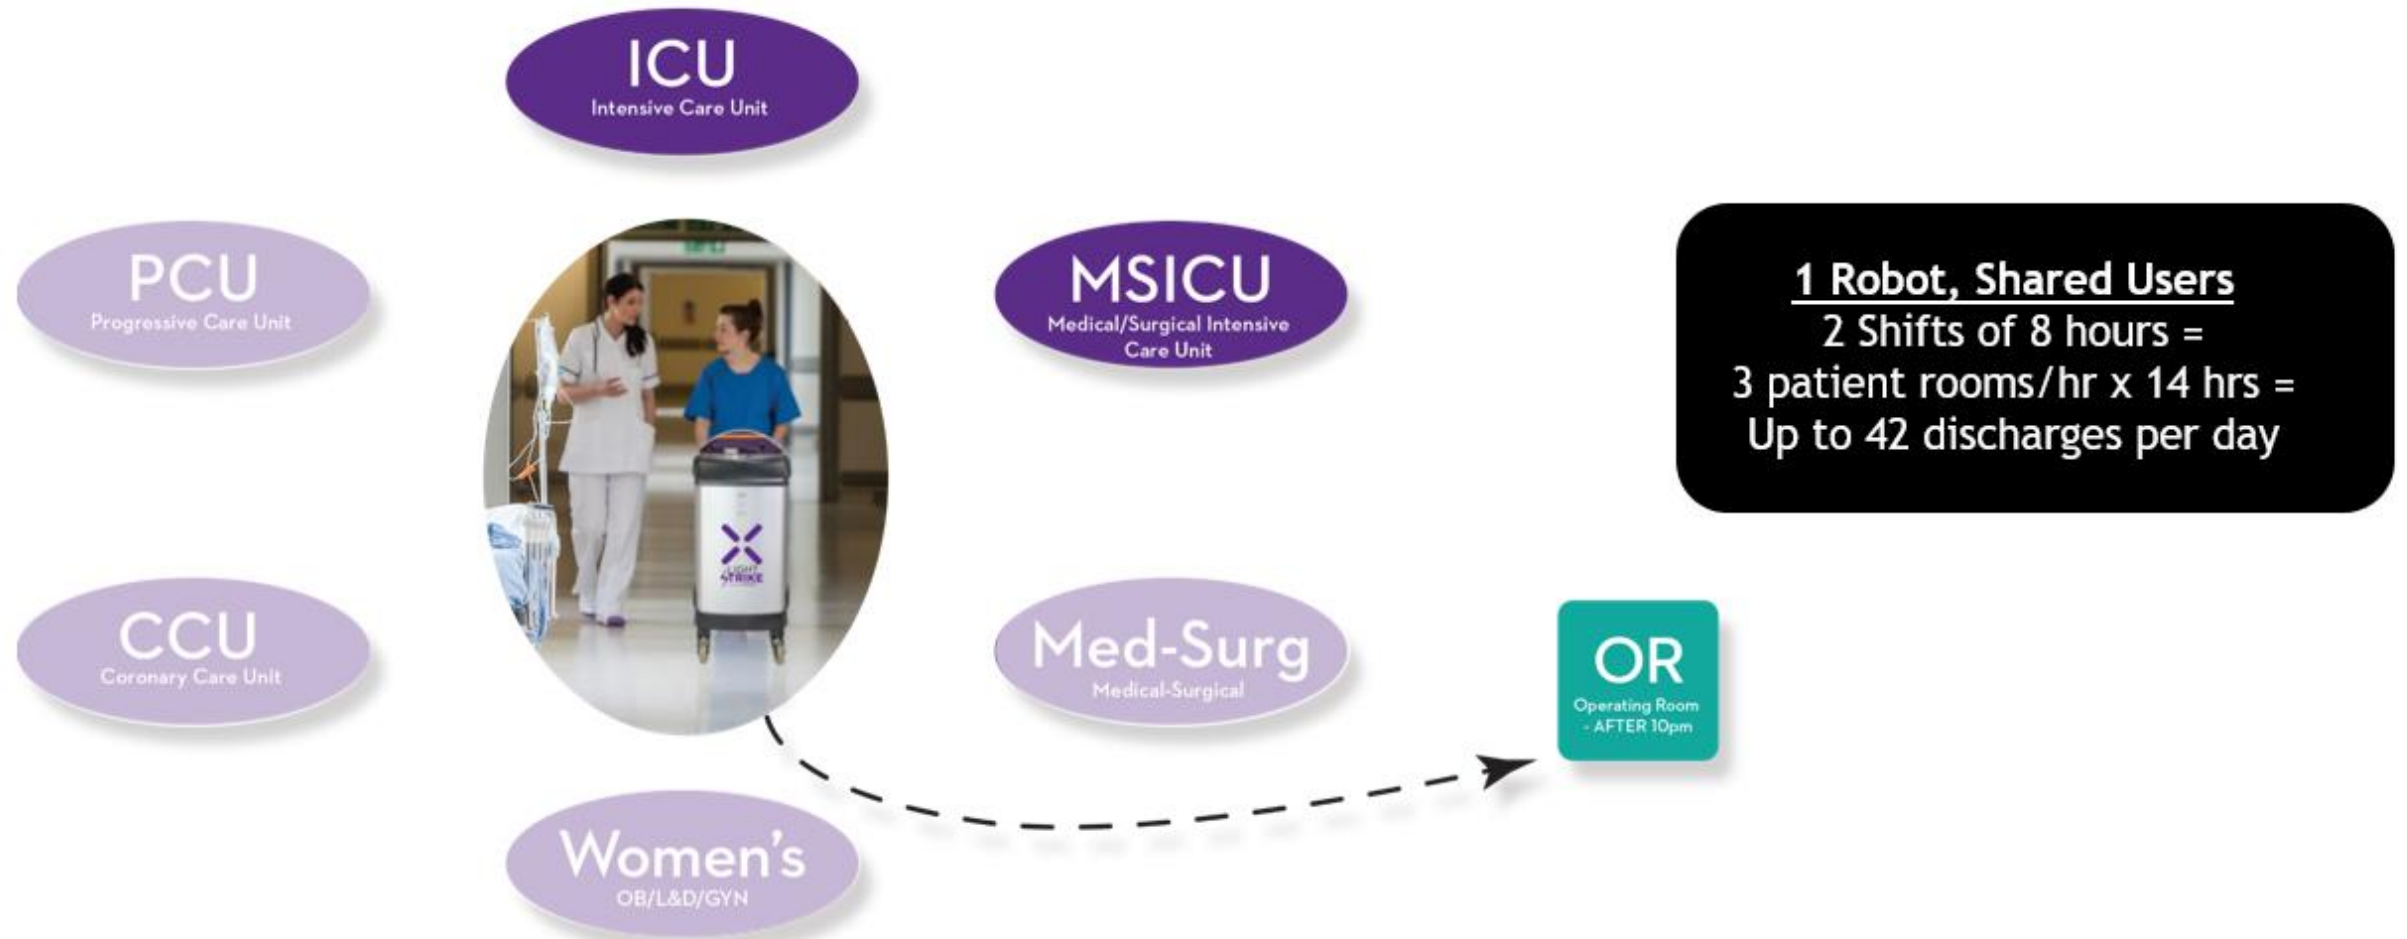 ICU
Intensive Care Unit
PCU
Progressive Care Unit
MSICU
Medical/Surgical Intensive
Care Unit
1 Robot, Shared Users
2 Shifts of 8 hours =
3 patient rooms/hr x 14 hrs =
Up to 42 discharges per day
LIGHT
STRIKE
CCU
Coronary Care Unit
Med-Surg
Medical-Surgical
OR
Operating Room
- AFTER 10pm
Women's
OB/L&D/GYN